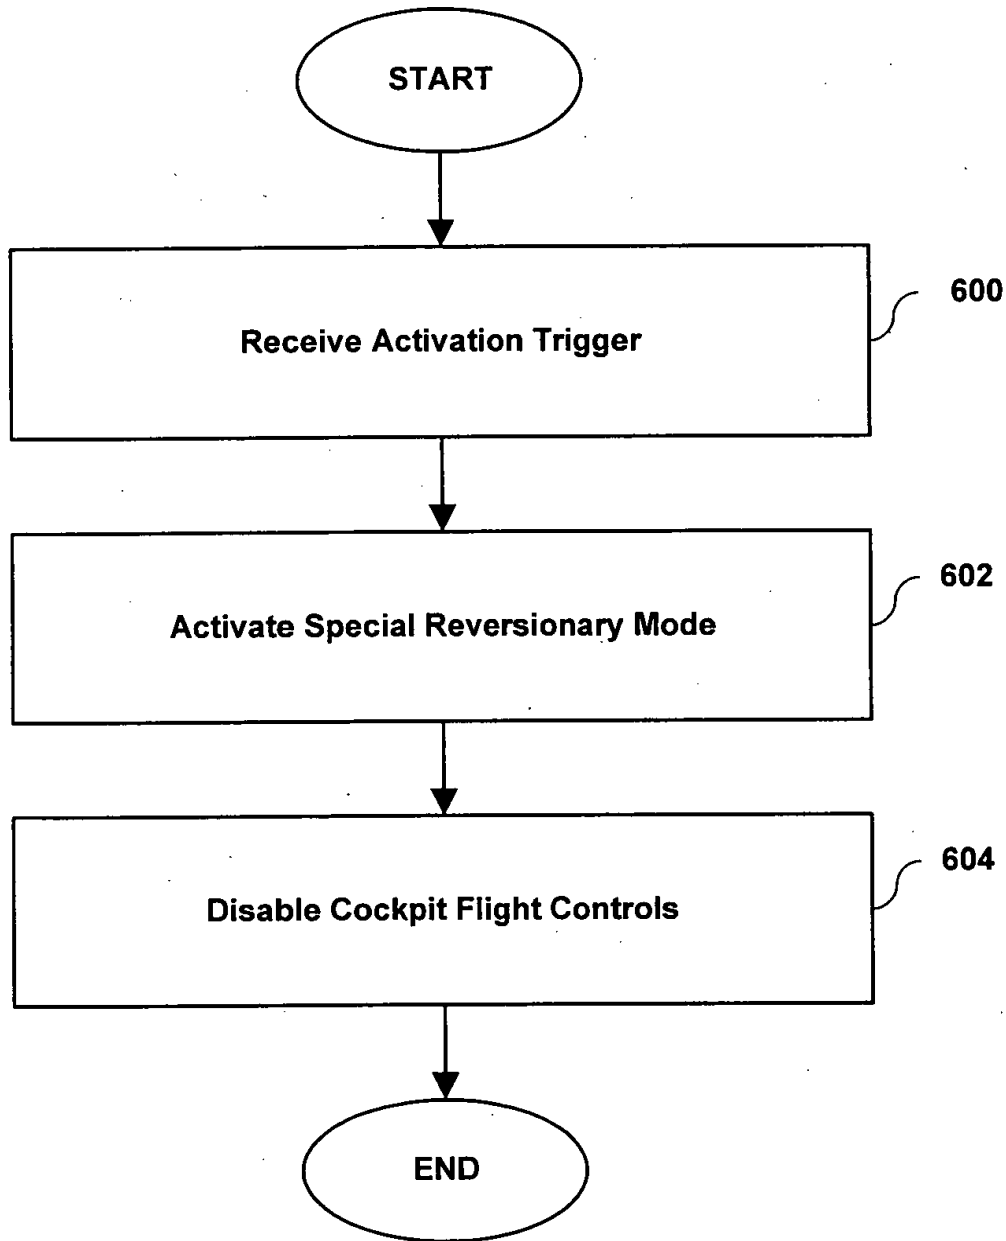 START
Receive Activation Trigger
600
Activate Special Reversionary Mode
602
Disable Cockpit Flight Controls
604
END